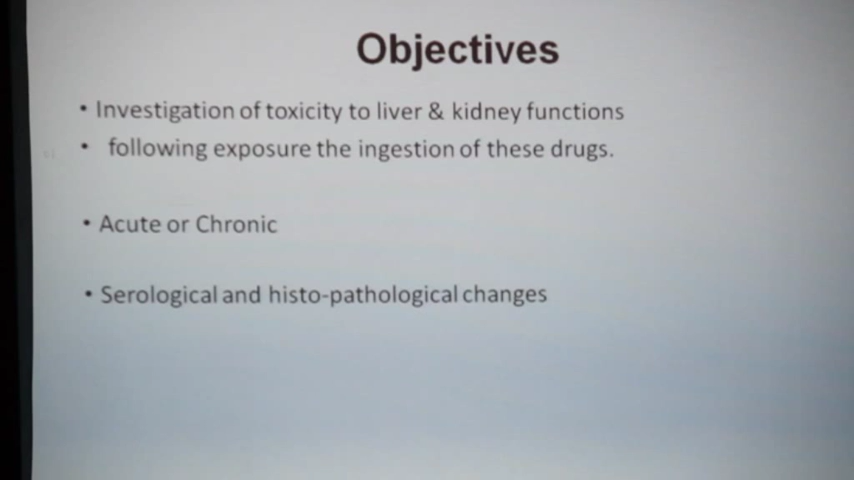 Objectives
• Investigation of toxicity to liver & kidney functions
• following exposure the ingestion of these drugs.
• Acute or Chronic
• Serological and histo-pathological changes